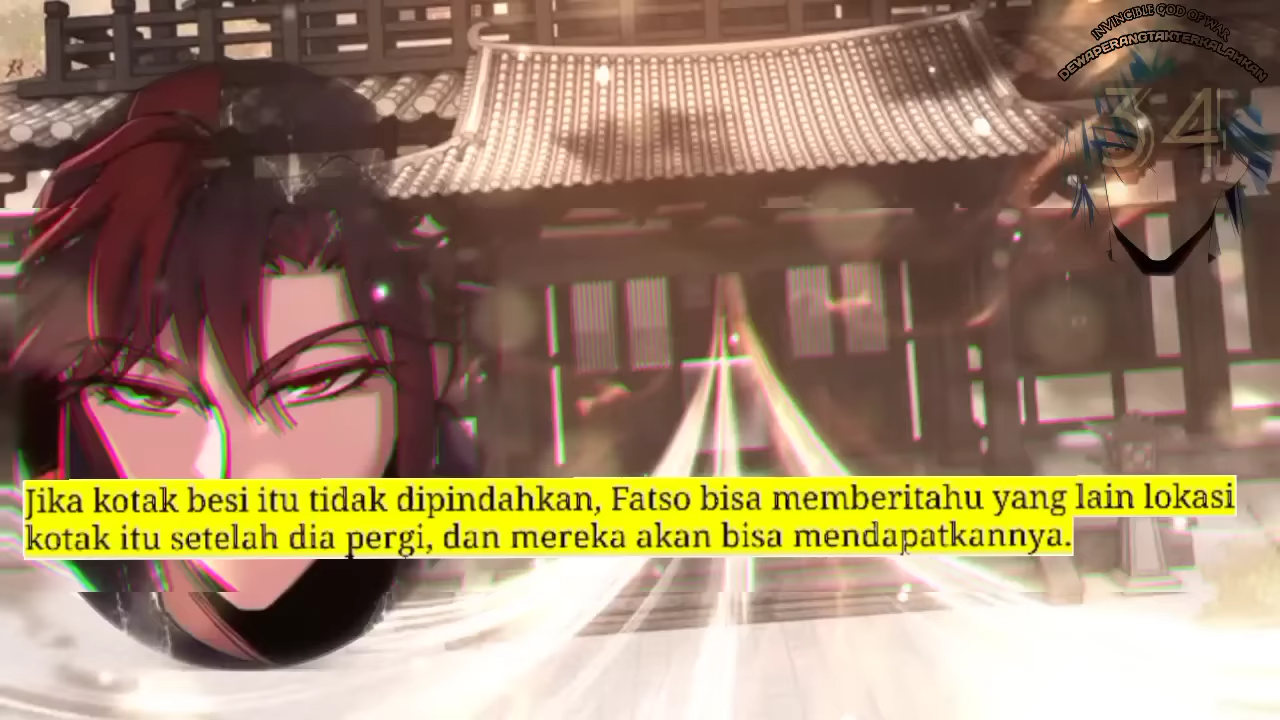 INVINCIBLE GOD OF WAR
DEWAPERANGTAKTERKALAHKAN
34
Jika kotak besi itu tidak dipindahkan, Fatso bisa memberitahu yang lain lokasi
kotak itu setelah dia pergi, dan mereka akan bisa mendapatkannya.